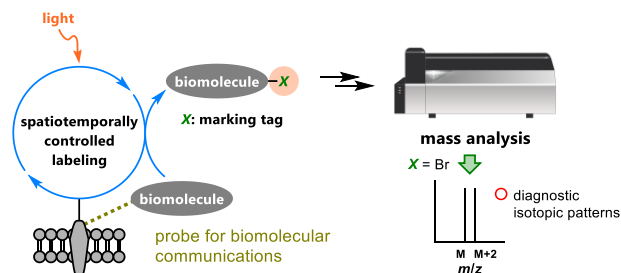 light
spatiotemporally
controlled
labeling
biomolecule
X
X: marking tag
biomolecule
probe for biomolecular
communications
mass analysis
X = Br
diagnostic
isotopic patterns
M M+2
m/z